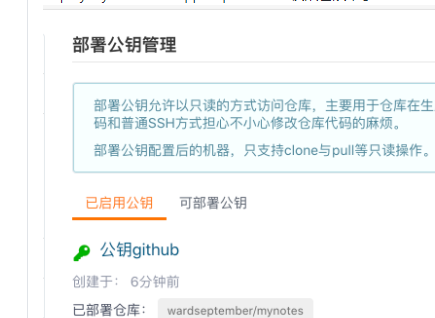 部署公钥管理
部署公钥允许以只读的方式访问仓库，主要用于仓库在生
码和普通SSH方式担心不小心修改仓库代码的麻烦。
部署公钥配置后的机器，只支持clone与pull等只读操作。
已启用公钥 可部署公钥
公钥github
创建于： 6分钟前
已部署仓库： wardseptember/mynotes